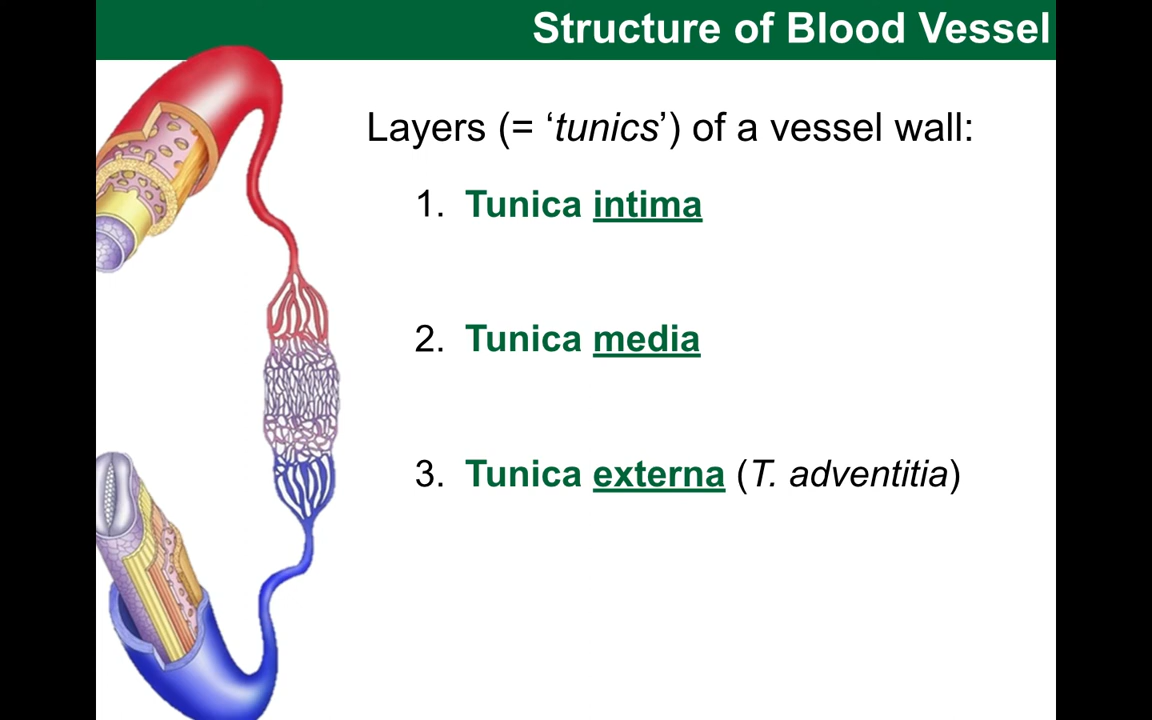 Structure of Blood Vessel
Layers (= ‘tunics’) of a vessel wall:
1. Tunica intima
2. Tunica media
3. Tunica externa (T. adventitia)